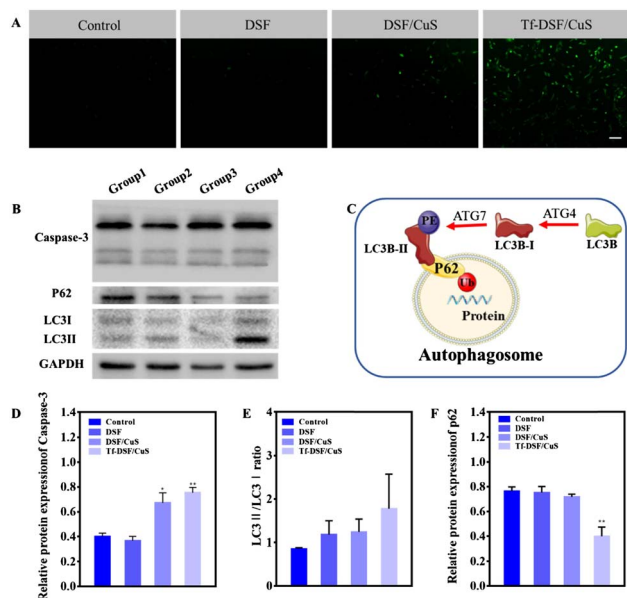 A
Control
DSF
DSF/CuS
Tf-DSF/CuS
B
Group1
Group2
Group3
Group4
Caspase-3
P62
LC3I
LC3II
GAPDH
C
PE
ATG7
ATG4
LC3B-II
LC3B-I
LC3B
P62
Ub
Protein
Autophagosome
D
Relative protein expression of Caspase-3
1.4
1.2
1.0
0.8
0.6
0.4
0.2
0.0
Control
DSF
DSF/CuS
Tf-DSF/CuS
*
**
E
LC3Ⅱ/LC3Ⅰ ratio
4
3
2
1
0
Control
DSF
DSF/CuS
Tf-DSF/CuS
F
Relative protein expressionof p62
1.4
1.2
1.0
0.8
0.6
0.4
0.2
0.0
Control
DSF
DSF/CuS
Tf-DSF/CuS
**